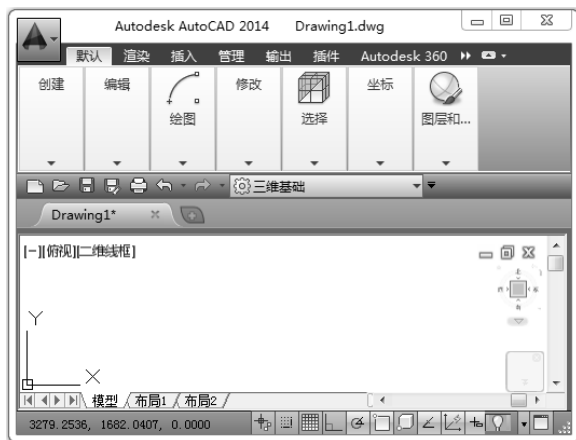 Autodesk AutoCAD 2014 Drawing1.dwg
默认 渲染 插入 管理 输出 插件 Autodesk 360
创建 编辑 绘图 修改 选择 坐标 图层和...
三维基础
Drawing1*
[-][俯视][二维线框]
上
Y
X
模型 布局1 布局2
3279.2536, 1682.0407, 0.0000